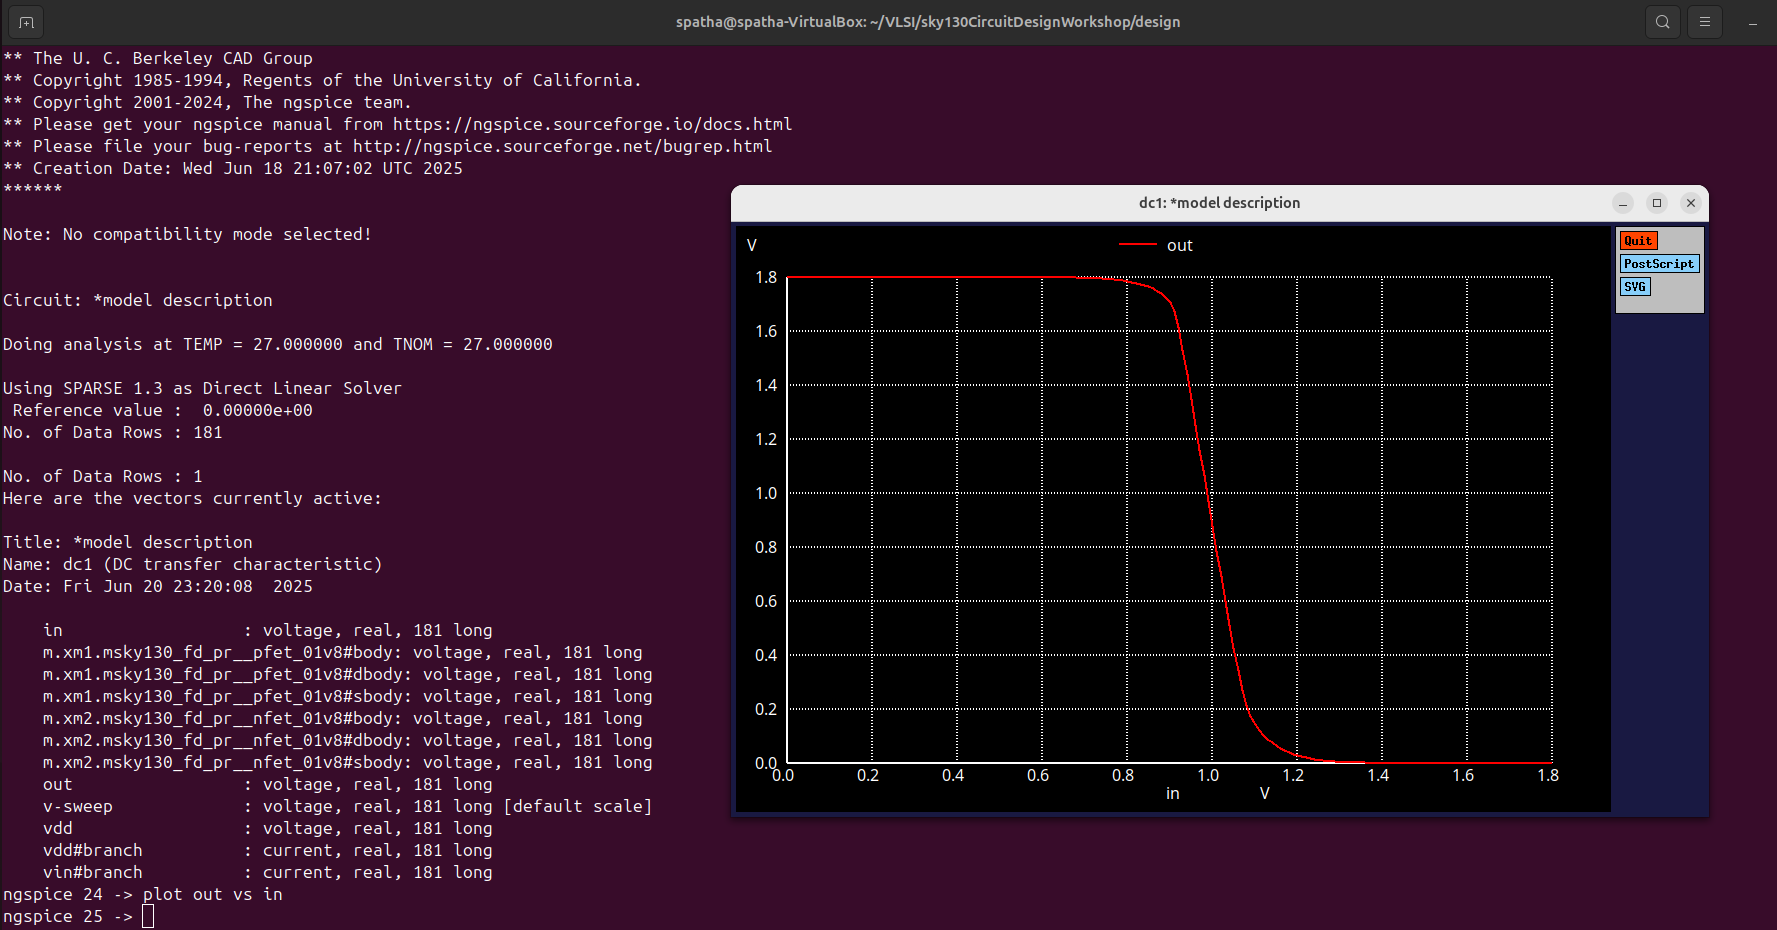 spatha@spatha-VirtualBox: ~/VLSI/sky130CircuitDesignWorkshop/design
** The U. C. Berkeley CAD Group
** Copyright 1985-1994, Regents of the University of California.
** Copyright 2001-2024, The ngspice team.
** Please get your ngspice manual from https://ngspice.sourceforge.io/docs.html
** Please file your bug-reports at http://ngspice.sourceforge.net/bugrep.html
** Creation Date: Wed Jun 18 21:07:02 UTC 2025
******
Note: No compatibility mode selected!
Circuit: *model description
Doing analysis at TEMP = 27.000000 and TNOM = 27.000000
Using SPARSE 1.3 as Direct Linear Solver
Reference value :  0.00000e+00
No. of Data Rows : 181
No. of Data Rows : 1
Here are the vectors currently active:
Title: *model description
Name: dc1 (DC transfer characteristic)
Date: Fri Jun 20 23:20:08  2025
in                  : voltage, real, 181 long
m.xm1.msky130_fd_pr__pfet_01v8#body: voltage, real, 181 long
m.xm1.msky130_fd_pr__pfet_01v8#dbody: voltage, real, 181 long
m.xm1.msky130_fd_pr__pfet_01v8#sbody: voltage, real, 181 long
m.xm2.msky130_fd_pr__nfet_01v8#body: voltage, real, 181 long
m.xm2.msky130_fd_pr__nfet_01v8#dbody: voltage, real, 181 long
m.xm2.msky130_fd_pr__nfet_01v8#sbody: voltage, real, 181 long
out                 : voltage, real, 181 long
v-sweep             : voltage, real, 181 long [default scale]
vdd                 : voltage, real, 181 long
vdd#branch          : current, real, 181 long
vin#branch          : current, real, 181 long
ngspice 24 -> plot out vs in
ngspice 25 ->
dc1: *model description
V
out
Quit
PostScript
SVG
1.8
1.6
1.4
1.2
1.0
0.8
0.6
0.4
0.2
0.0
0.0 0.2 0.4 0.6 0.8 1.0 1.2 1.4 1.6 1.8
in V